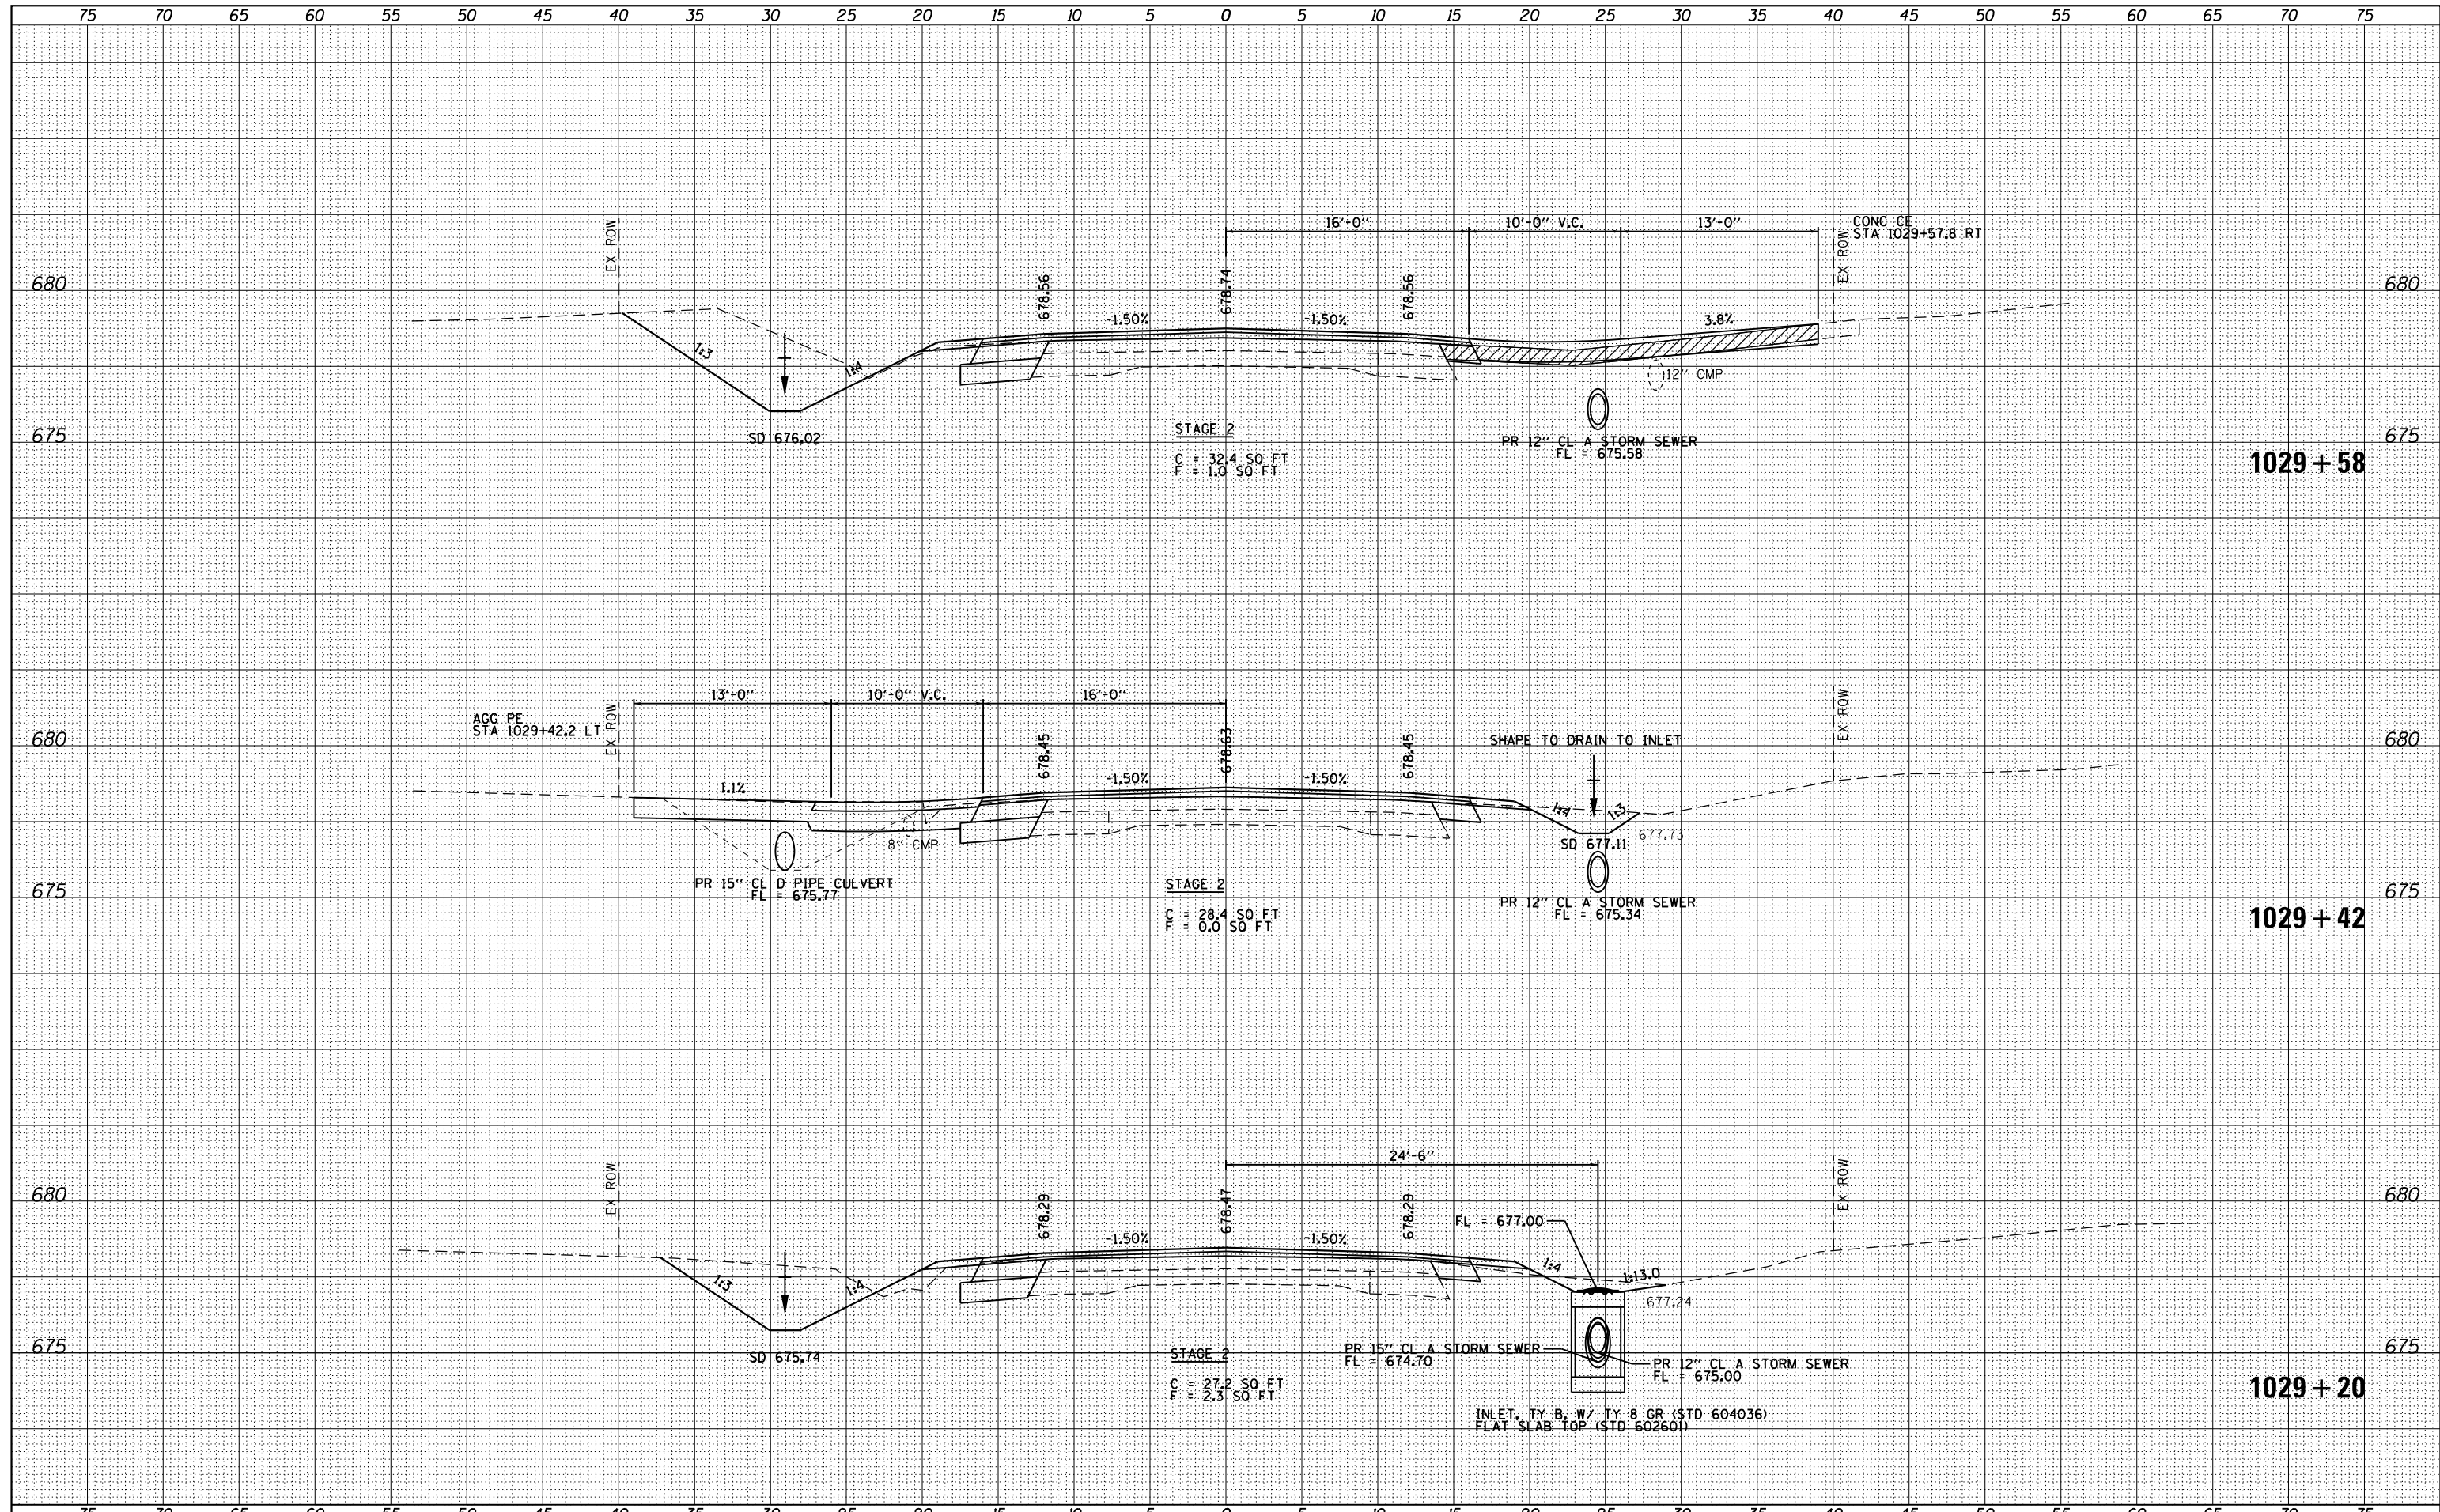 75 70 65 60 55 50 45 40 35 30 25 20 15 10 5 0 5 10 15 20 25 30 35 40 45 50 55 60 65 70 75
16'-0" 10'-0" V.C. 13'-0"
CONC CE
STA 1029+57.8 RT
EX ROW
EX ROW
680
678.56
678.74
678.56
680
-1.50%
-1.50%
3.8%
1:3
1:4
12" CMP
675
SD 676.02
STAGE 2
C = 32.4 SQ FT
F = 1.0 SQ FT
PR 12" CL A STORM SEWER
FL = 675.58
675
1029 + 58
13'-0" 10'-0" V.C. 16'-0"
AGG PE
STA 1029+42.2 LT
EX ROW
EX ROW
680
678.45
678.63
678.45
SHAPE TO DRAIN TO INLET
680
1.1%
-1.50%
-1.50%
1:4
1:3
677.73
8" CMP
SD 677.11
PR 15" CL D PIPE CULVERT
FL = 675.77
675
STAGE 2
C = 28.4 SQ FT
F = 0.0 SQ FT
PR 12" CL A STORM SEWER
FL = 675.34
675
1029 + 42
24'-6"
EX ROW
EX ROW
680
678.29
678.47
678.29
FL = 677.00
680
-1.50%
-1.50%
1:3
1:4
1:4
1:13.0
677.24
675
SD 675.74
STAGE 2
C = 27.2 SQ FT
F = 2.3 SQ FT
PR 15" CL A STORM SEWER
FL = 674.70
PR 12" CL A STORM SEWER
FL = 675.00
675
1029 + 20
INLET, TY B, W/ TY 8 GR (STD 604036)
FLAT SLAB TOP (STD 602601)
75 70 65 60 55 50 45 40 35 30 25 20 15 10 5 0 5 10 15 20 25 30 35 40 45 50 55 60 65 70 75